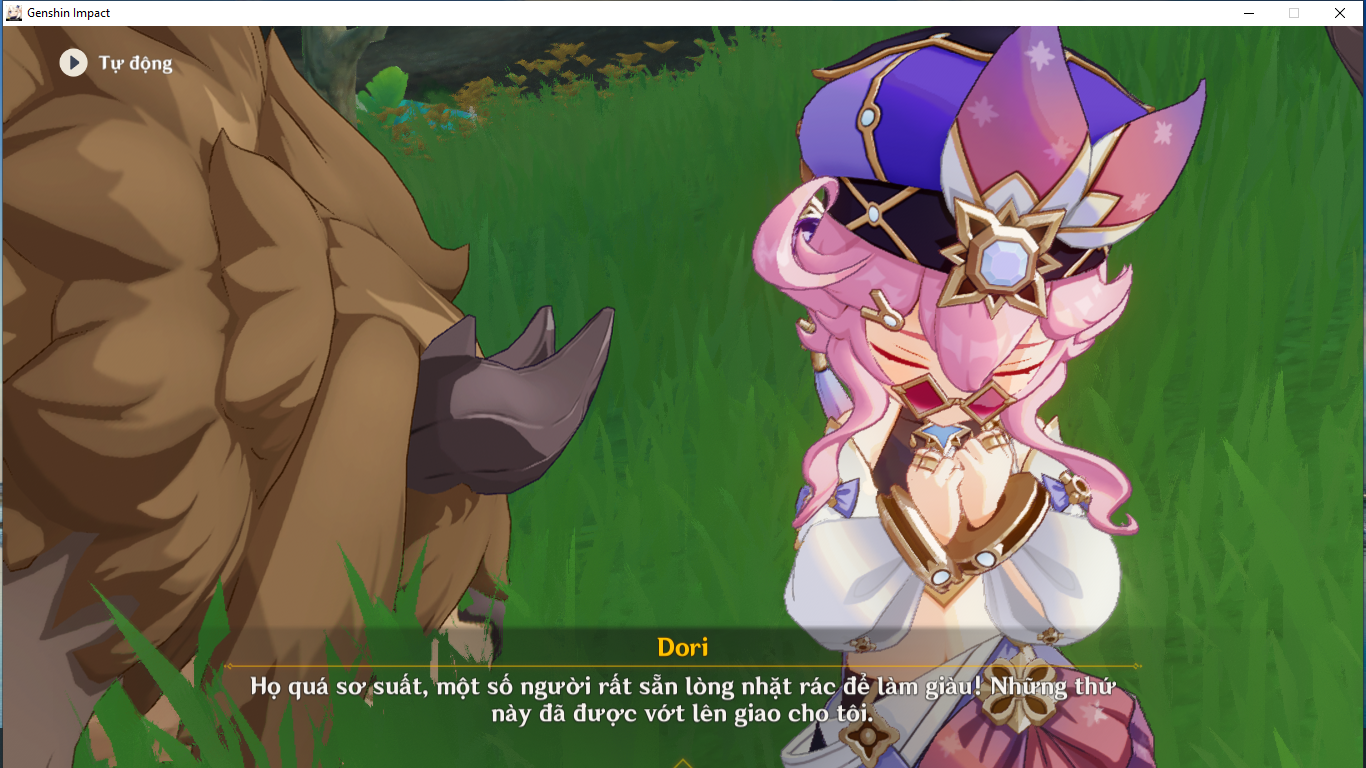 Genshin Impact
Tự động
Dori
Họ quá sơ suất, một số người rất sẵn lòng nhặt rác để làm giàu! Những thứ
này đã được vớt lên giao cho tôi.